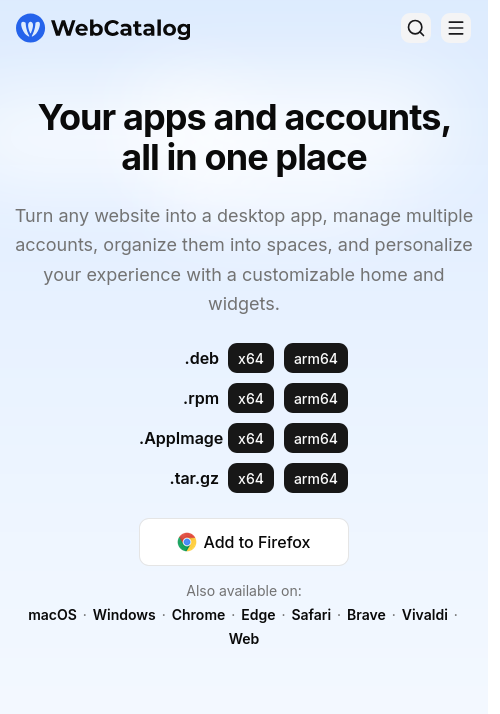 WebCatalog
Your apps and accounts,
all in one place
Turn any website into a desktop app, manage multiple
accounts, organize them into spaces, and personalize
your experience with a customizable home and
widgets.
.deb x64 arm64
.rpm x64 arm64
.AppImage x64 arm64
.tar.gz x64 arm64
Add to Firefox
Also available on:
macOS · Windows · Chrome · Edge · Safari · Brave · Vivaldi ·
Web